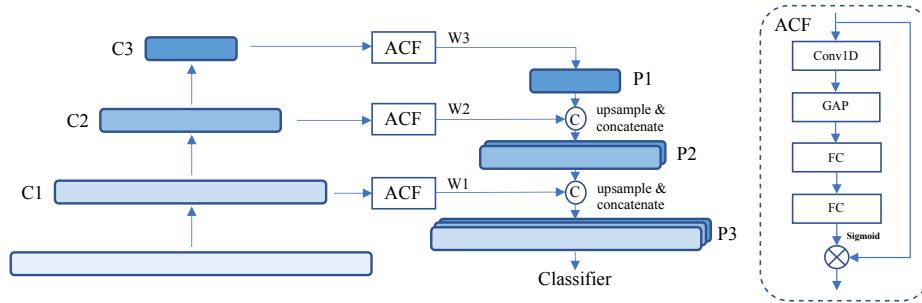 C3
ACF
W3
P1
C2
ACF
W2
C
upsample &
concatenate
P2
C1
ACF
W1
C
upsample &
concatenate
P3
Classifier
ACF
Conv1D
GAP
FC
FC
Sigmoid